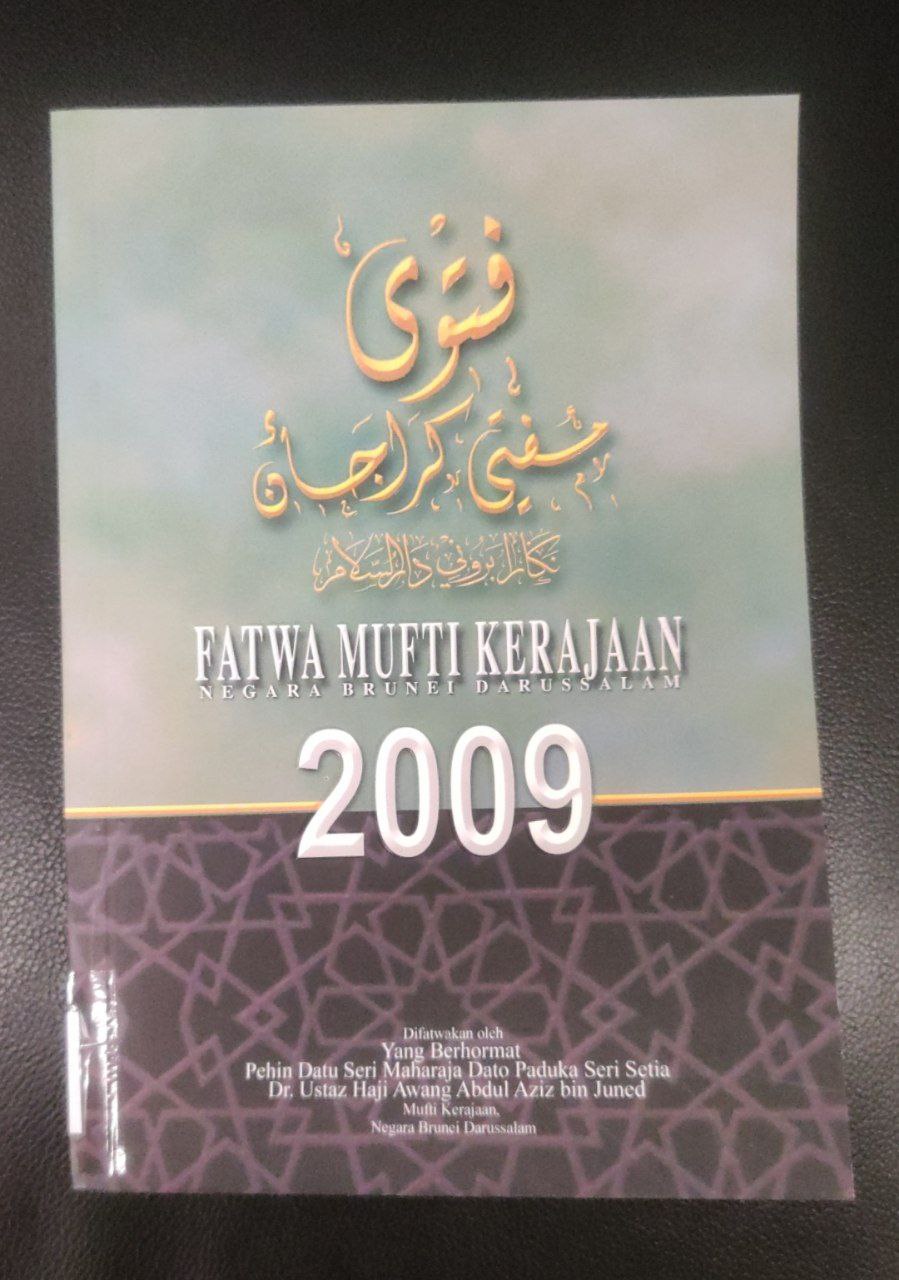 فتوى
مفتي کراجأن
نݢارا بروني دارالسلام
FATWA MUFTI KERAJAAN
NEGARA BRUNEI DARUSSALAM
2009
Difatwakan oleh
Yang Berhormat
Pehin Datu Seri Maharaja Dato Paduka Seri Setia
Dr. Ustaz Haji Awang Abdul Aziz bin Juned
Mufti Kerajaan,
Negara Brunei Darussalam